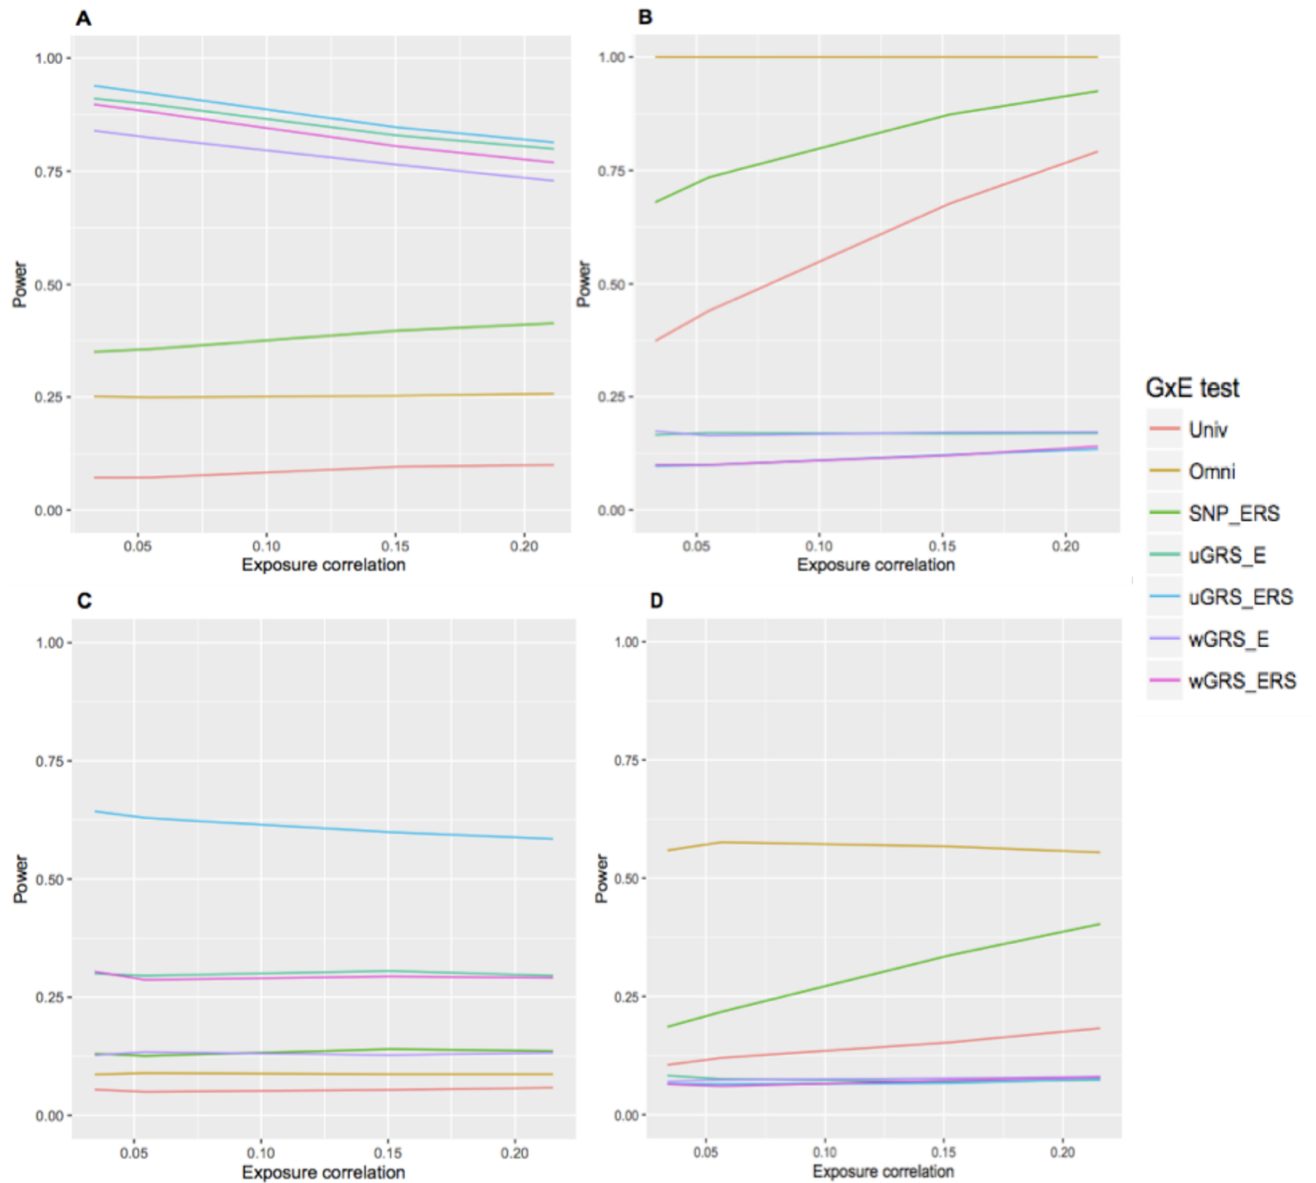 A
1.00
0.75
0.50
0.25
0.00
Power
0.05 0.10 0.15 0.20
Exposure correlation
B
1.00
0.75
0.50
0.25
0.00
Power
0.05 0.10 0.15 0.20
Exposure correlation
C
1.00
0.75
0.50
0.25
0.00
Power
0.05 0.10 0.15 0.20
Exposure correlation
D
1.00
0.75
0.50
0.25
0.00
Power
0.05 0.10 0.15 0.20
Exposure correlation
GxE test
Univ
Omni
SNP_ERS
uGRS_E
uGRS_ERS
wGRS_E
wGRS_ERS